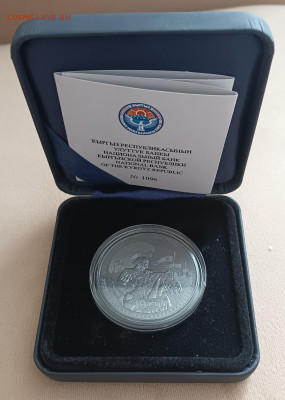 КЫРГЫЗ РЕСПУБЛИКАСЫНЫН
УЛУТТУК БАНКЫ
НАЦИОНАЛЬНЫЙ БАНК
КЫРГЫЗСКОЙ РЕСПУБЛИКИ
NATIONAL BANK
OF THE KYRGYZ REPUBLIC
№ 1996